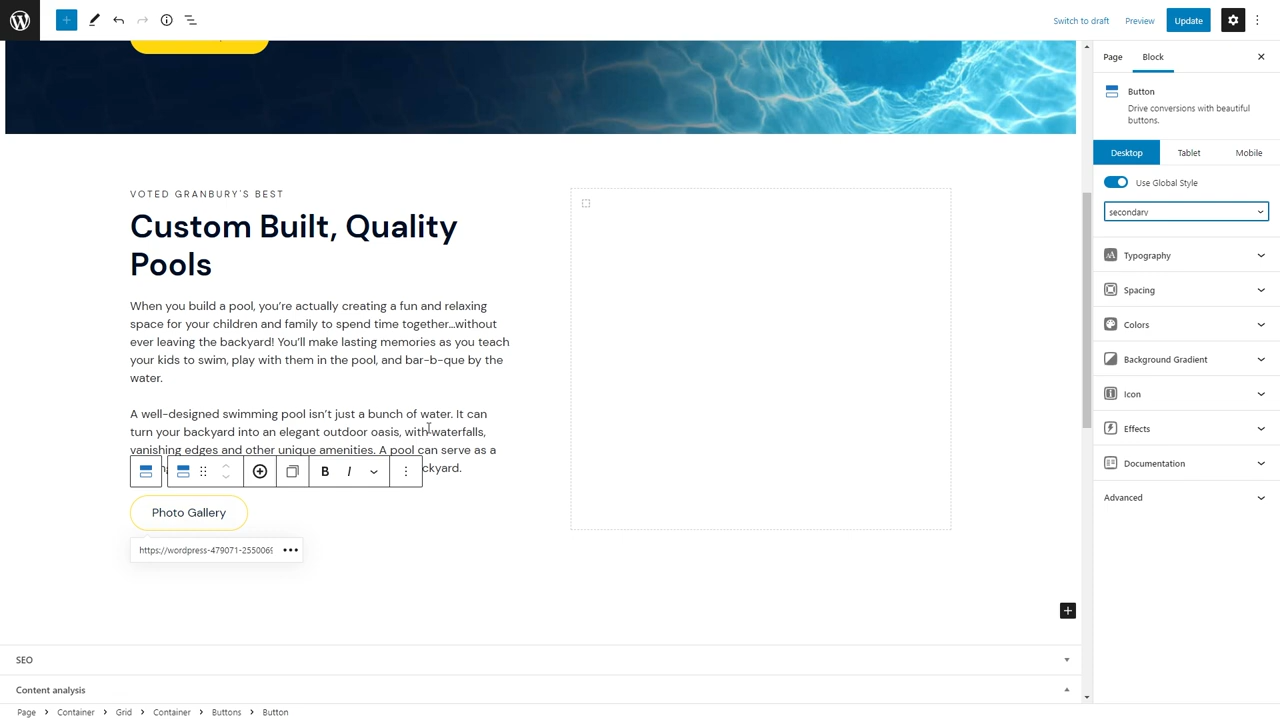 Switch to draft
Preview
Update
Page
Block
Button
Drive conversions with beautiful
buttons.
Desktop
Tablet
Mobile
Use Global Style
secondary
Typography
Spacing
Colors
Background Gradient
Icon
Effects
Documentation
Advanced
VOTED GRANBURY'S BEST
Custom Built, Quality
Pools
When you build a pool, you're actually creating a fun and relaxing
space for your children and family to spend time together…without
ever leaving the backyard! You'll make lasting memories as you teach
your kids to swim, play with them in the pool, and bar-b-que by the
water.
A well-designed swimming pool isn't just a bunch of water. It can
turn your backyard into an elegant outdoor oasis, with waterfalls,
vanishing edges and other unique amenities. A pool can serve as a
ckyard.
B I
Photo Gallery
https://wordpress-479071-2550069
SEO
Content analysis
Page > Container > Grid > Container > Buttons > Button